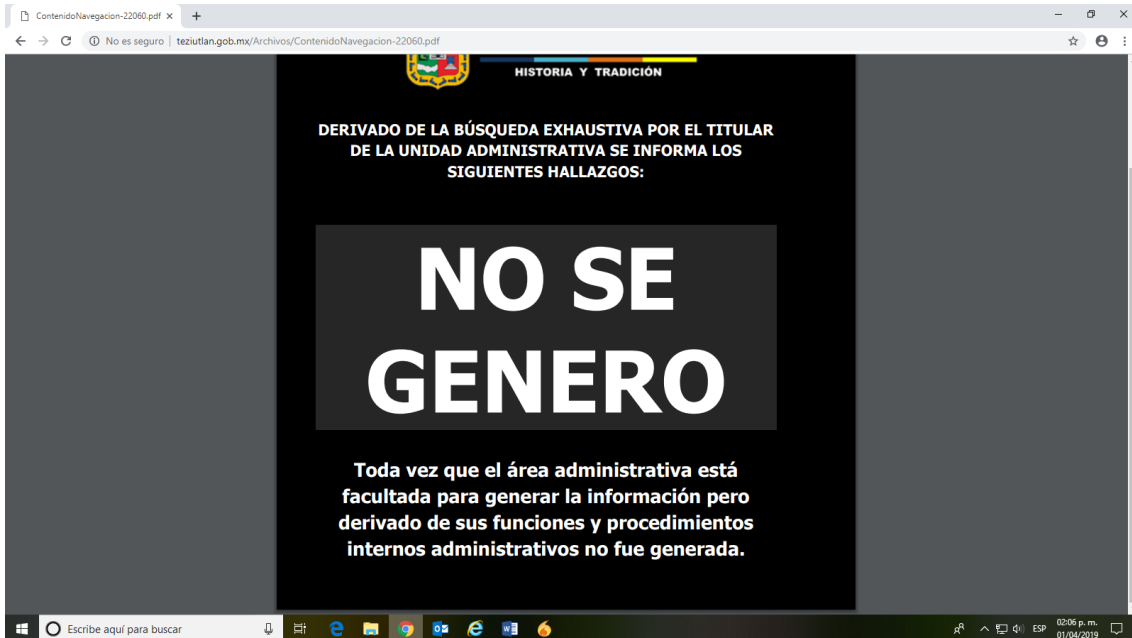 ContenidoNavegacion-22060.pdf
No es seguro | teziutlan.gob.mx/Archivos/ContenidoNavegacion-22060.pdf
HISTORIA Y TRADICIÓN
DERIVADO DE LA BÚSQUEDA EXHAUSTIVA POR EL TITULAR
DE LA UNIDAD ADMINISTRATIVA SE INFORMA LOS
SIGUIENTES HALLAZGOS:
NO SE
GENERO
Toda vez que el área administrativa está
facultada para generar la información pero
derivado de sus funciones y procedimientos
internos administrativos no fue generada.
Escribe aquí para buscar
ESP
02:06 p. m.
01/04/2019